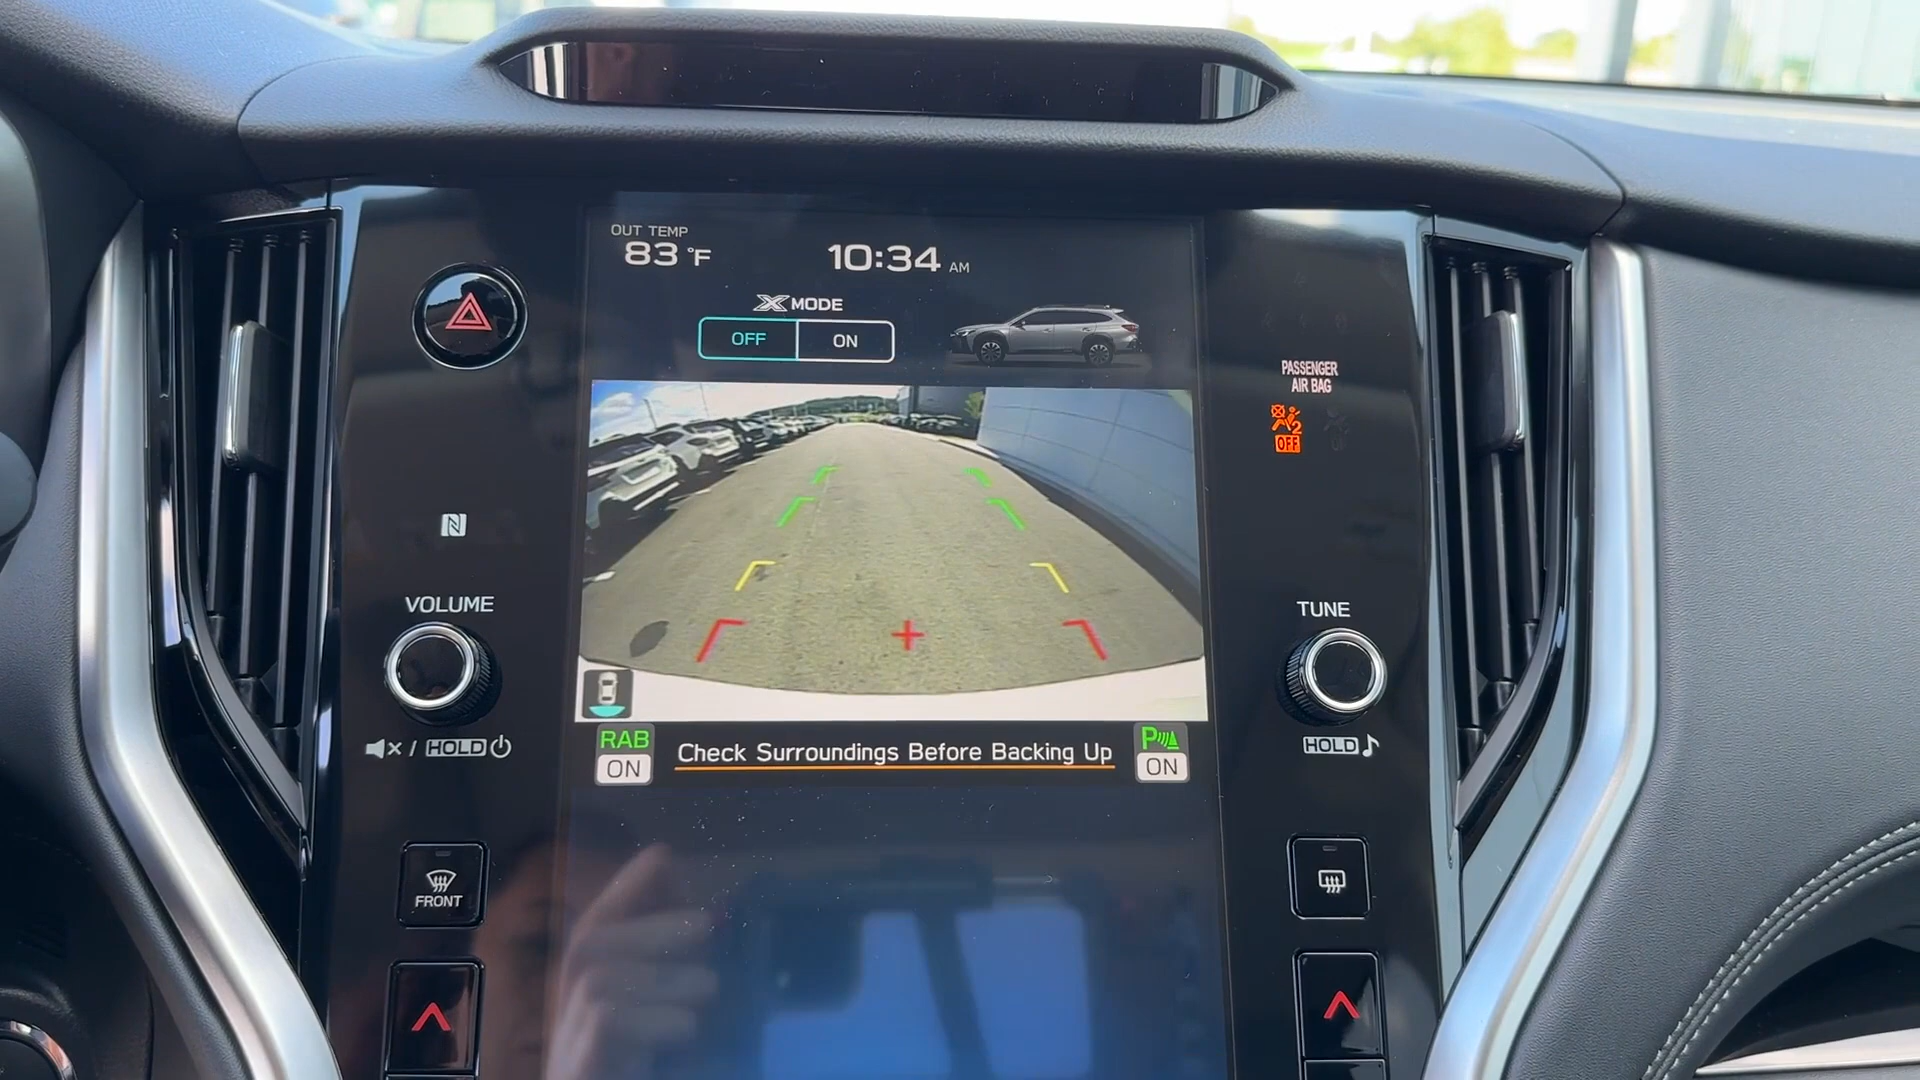 OUT TEMP
83 °F
10:34 AM
X MODE
OFF ON
PASSENGER
AIR BAG
2
OFF
N
VOLUME
TUNE
/ HOLD
HOLD
RAB
ON
Check Surroundings Before Backing Up
P
ON
FRONT